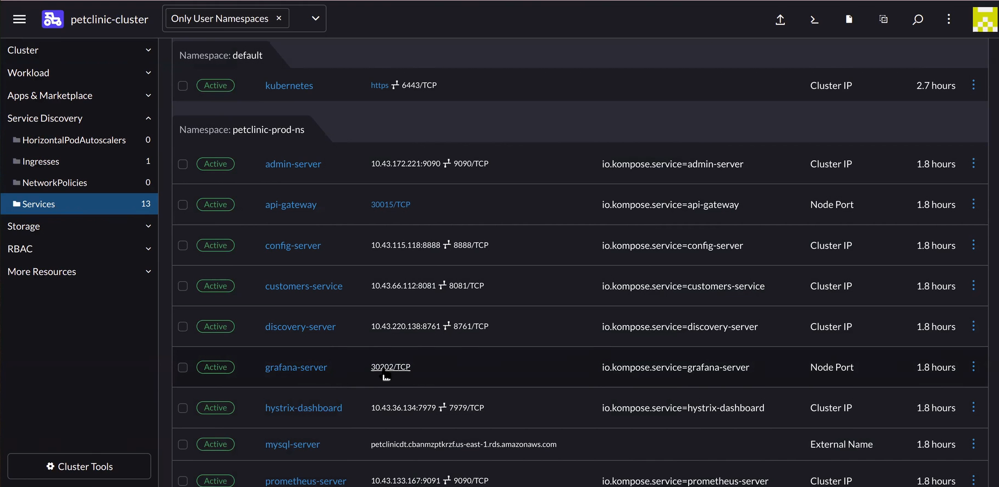 petclinic-cluster
Only User Namespaces ×
Cluster
Workload
Apps & Marketplace
Service Discovery
HorizontalPodAutoscalers 0
Ingresses 1
NetworkPolicies 0
Services 13
Storage
RBAC
More Resources
Cluster Tools
Namespace: default
Active kubernetes https 6443/TCP Cluster IP 2.7 hours
Namespace: petclinic-prod-ns
Active admin-server 10.43.172.221:9090 9090/TCP io.kompose.service=admin-server Cluster IP 1.8 hours
Active api-gateway 30015/TCP io.kompose.service=api-gateway Node Port 1.8 hours
Active config-server 10.43.115.118:8888 8888/TCP io.kompose.service=config-server Cluster IP 1.8 hours
Active customers-service 10.43.66.112:8081 8081/TCP io.kompose.service=customers-service Cluster IP 1.8 hours
Active discovery-server 10.43.220.138:8761 8761/TCP io.kompose.service=discovery-server Cluster IP 1.8 hours
Active grafana-server 30202/TCP io.kompose.service=grafana-server Node Port 1.8 hours
Active hystrix-dashboard 10.43.36.134:7979 7979/TCP io.kompose.service=hystrix-dashboard Cluster IP 1.8 hours
Active mysql-server petclinicdt.cbanmzptkrzf.us-east-1.rds.amazonaws.com External Name 1.8 hours
Active prometheus-server 10.43.133.167:9091 9090/TCP io.kompose.service=prometheus-server Cluster IP 1.8 hours